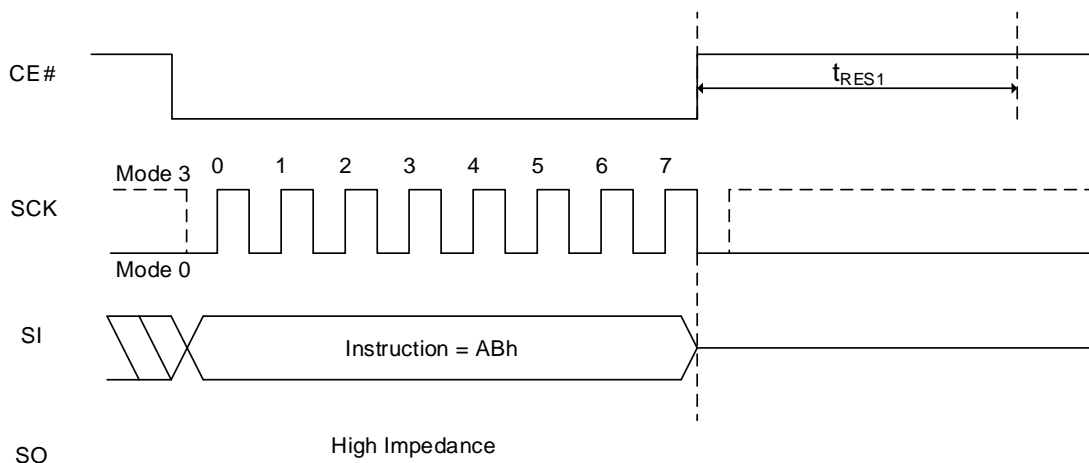 CE#
tRES1
Mode 3
0 1 2 3 4 5 6 7
SCK
Mode 0
SI
Instruction = ABh
High Impedance
SO